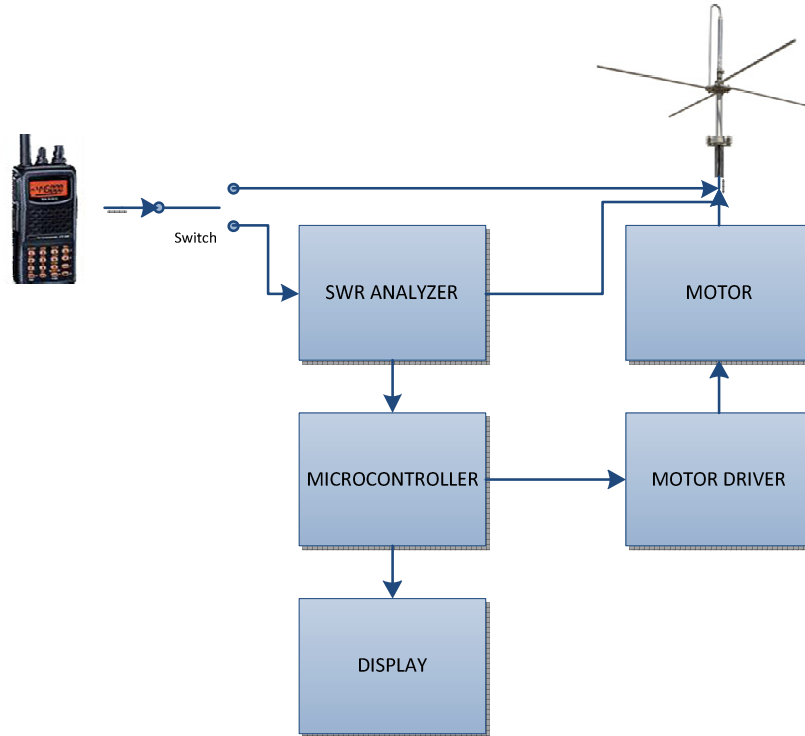 Switch
SWR ANALYZER
MOTOR
MICROCONTROLLER
MOTOR DRIVER
DISPLAY